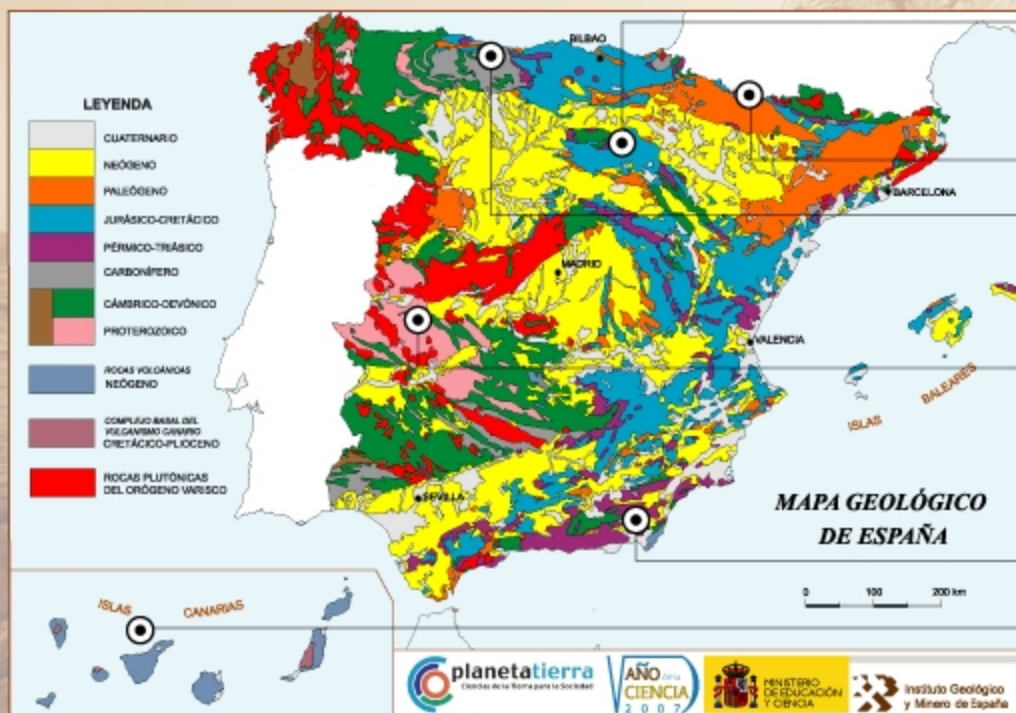 LEYENDA
CUATERNARIO
NEÓGENO
PALEÓGENO
JURÁSICO-CRETÁCICO
PÉRMICO-TRIÁSICO
CARBONÍFERO
CÁMBRICO-DEVÓNICO
PROTEROZOICO
ROCAS VOLCÁNICAS
NEÓGENO
COMPLEJO BASAL DEL
VOLCANISMO CANARIO
CRETÁCICO-PLIOCENO
ROCAS PLUTÓNICAS
DEL ORÓGENO VARISCO
BILBAO
BARCELONA
MADRID
VALENCIA
SEVILLA
ISLAS BALEARES
MAPA GEOLÓGICO
DE ESPAÑA
0 100 200 km
ISLAS CANARIAS
planetatierra
Ciencias de la Tierra para la Sociedad
AÑO de la
CIENCIA
2007
MINISTERIO
DE EDUCACIÓN
Y CIENCIA
Instituto Geológico
y Minero de España